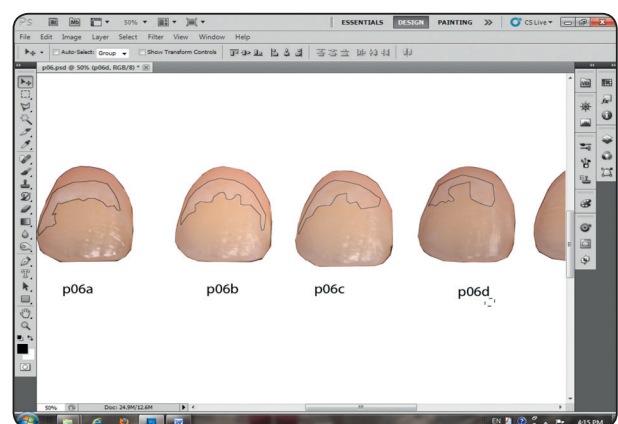 Ps Br Mb 50% ESSENTIALS DESIGN PAINTING >> CS Live
File Edit Image Layer Select Filter View Window Help
Auto-Select: Group Show Transform Controls
p06.psd @ 50% (p06d, RGB/8) *
p06a p06b p06c p06d
50% Doc: 24.9M/12.6M
EN 4:15 PM